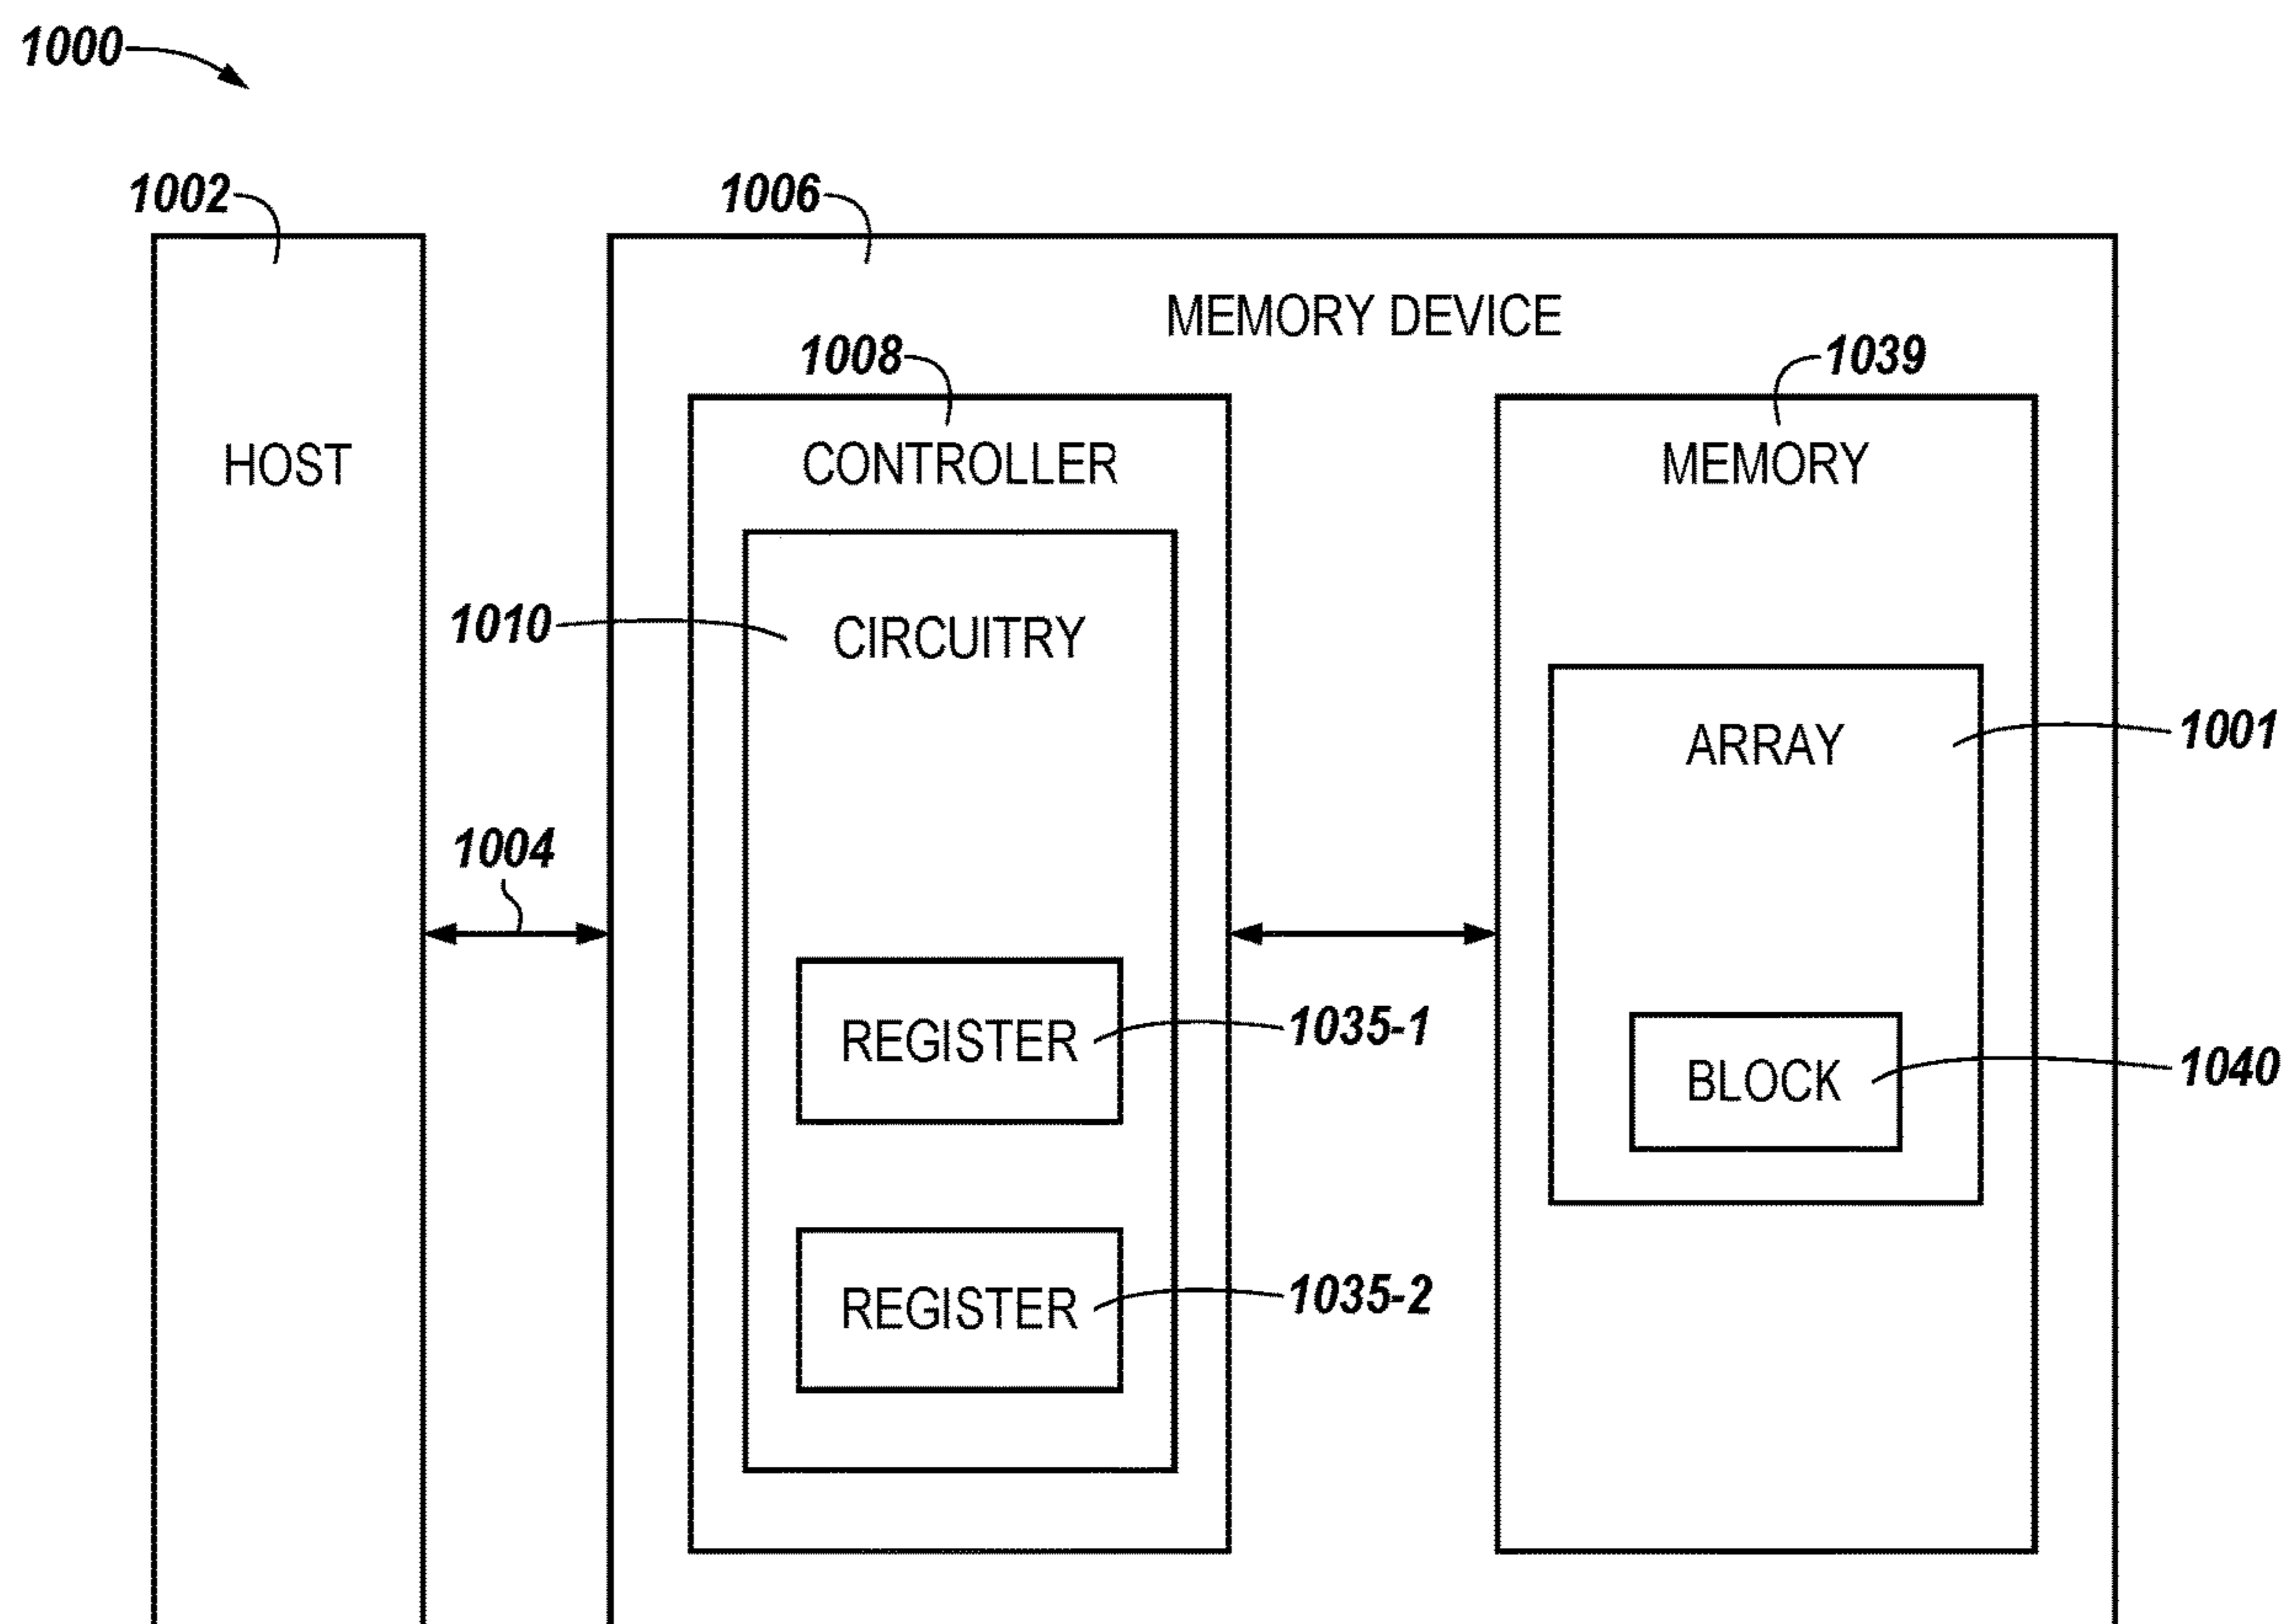 1000
1002
1006
MEMORY DEVICE
1008
1039
HOST
CONTROLLER
MEMORY
1010
CIRCUITRY
ARRAY
1001
1004
REGISTER
1035-1
BLOCK
1040
REGISTER
1035-2